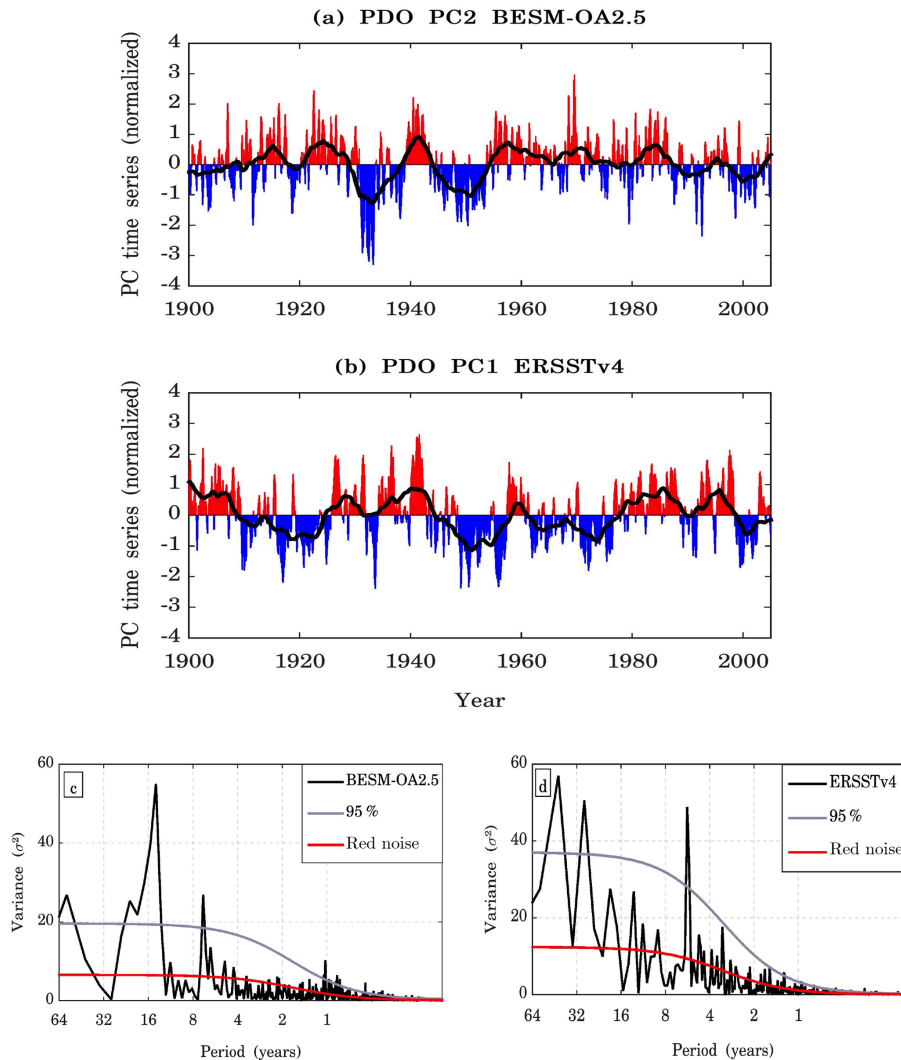 (a) PDO PC2 BESM-OA2.5
PC time series (normalized)
4
3
2
1
0
-1
-2
-3
-4
1900 1920 1940 1960 1980 2000
(b) PDO PC1 ERSSTv4
PC time series (normalized)
4
3
2
1
0
-1
-2
-3
-4
1900 1920 1940 1960 1980 2000
Year
c
BESM-OA2.5
95 %
Red noise
Variance (σ²)
60
40
20
0
64 32 16 8 4 2 1
Period (years)
d
ERSSTv4
95 %
Red noise
Variance (σ²)
60
40
20
0
64 32 16 8 4 2 1
Period (years)